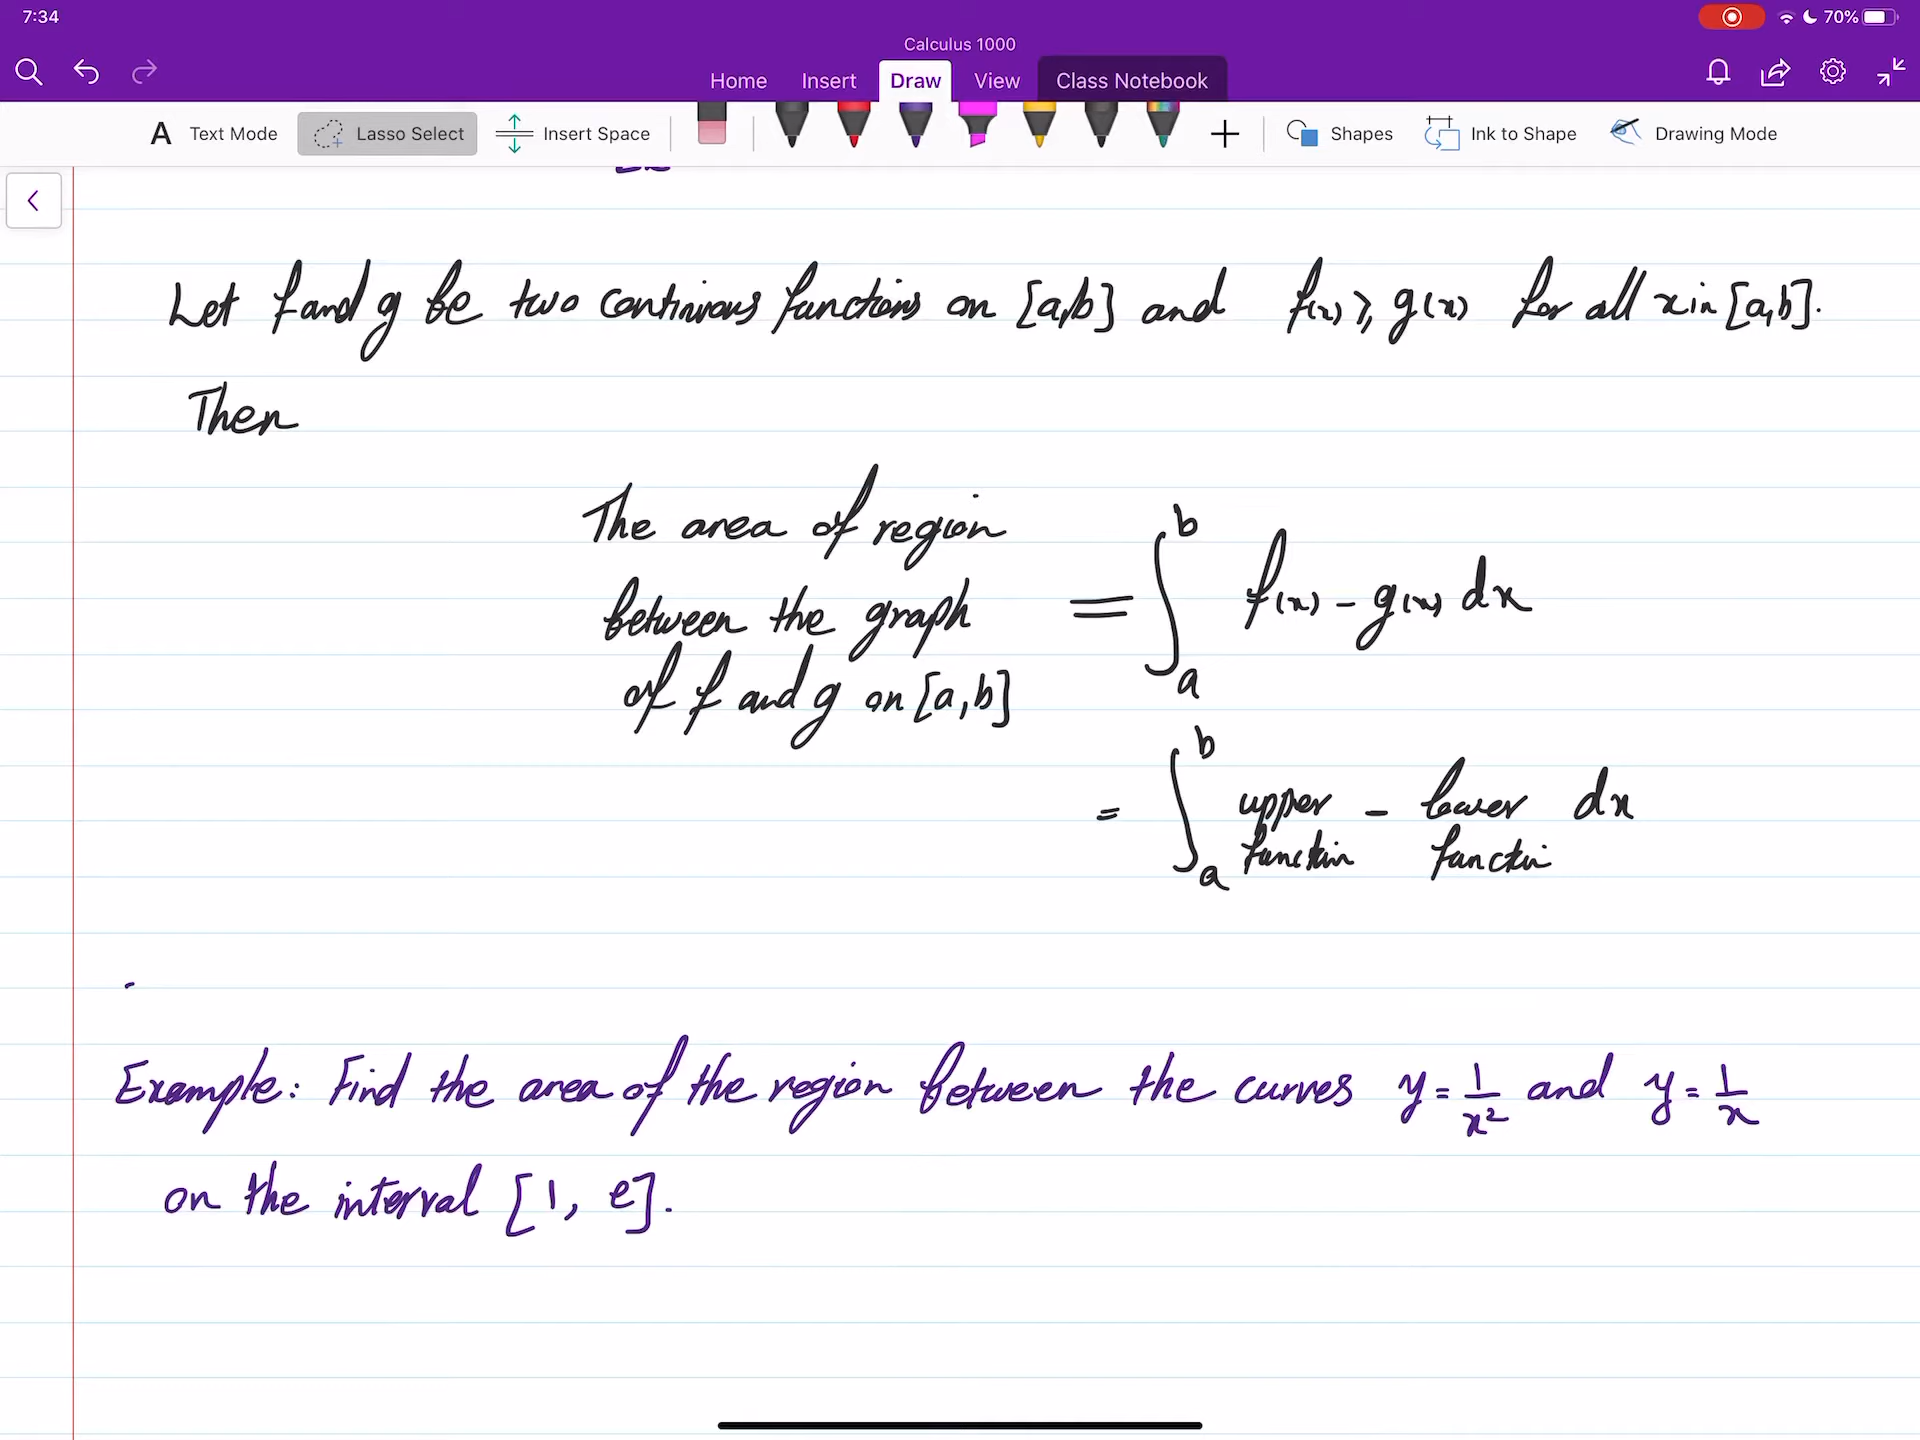 7:34
70%
Calculus 1000
Home Insert Draw View Class Notebook
A Text Mode Lasso Select Insert Space Shapes Ink to Shape Drawing Mode
Let f and g be two continuous functions on [a,b] and f(x) ≥ g(x) for all x in [a,b].
Then
The area of region
between the graph
of f and g on [a,b]
= ∫_a^b f(x) - g(x) dx
= ∫_a^b upper function - lower function dx
Example: Find the area of the region between the curves y = 1/x² and y = 1/x
on the interval [1, e].